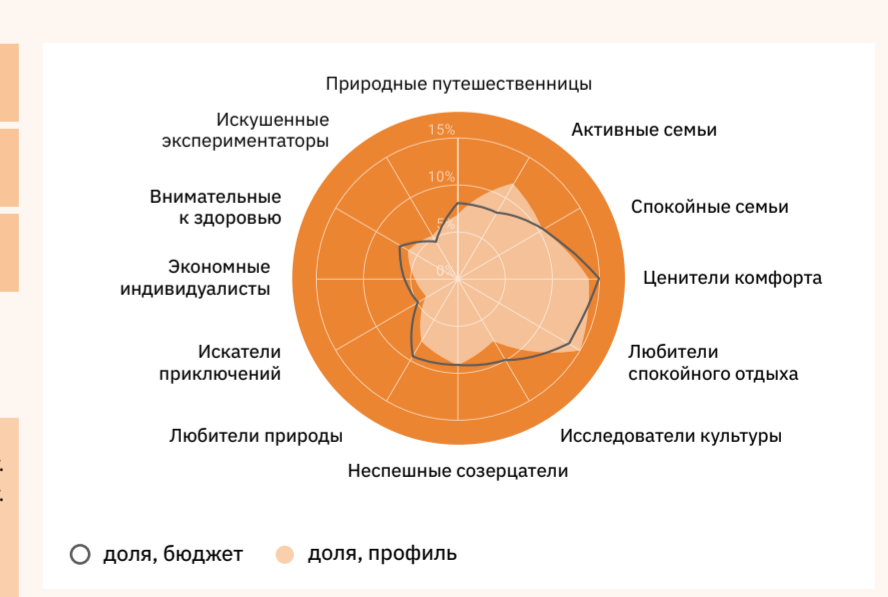 Природные путешественницы
Искушенные
экспериментаторы
Активные семьи
Внимательные
к здоровью
Спокойные семьи
Экономные
индивидуалисты
Ценители комфорта
Искатели
приключений
Любители
спокойного отдыха
Любители природы
Исследователи культуры
Неспешные созерцатели
15%
10%
5%
0%
доля, бюджет
доля, профиль